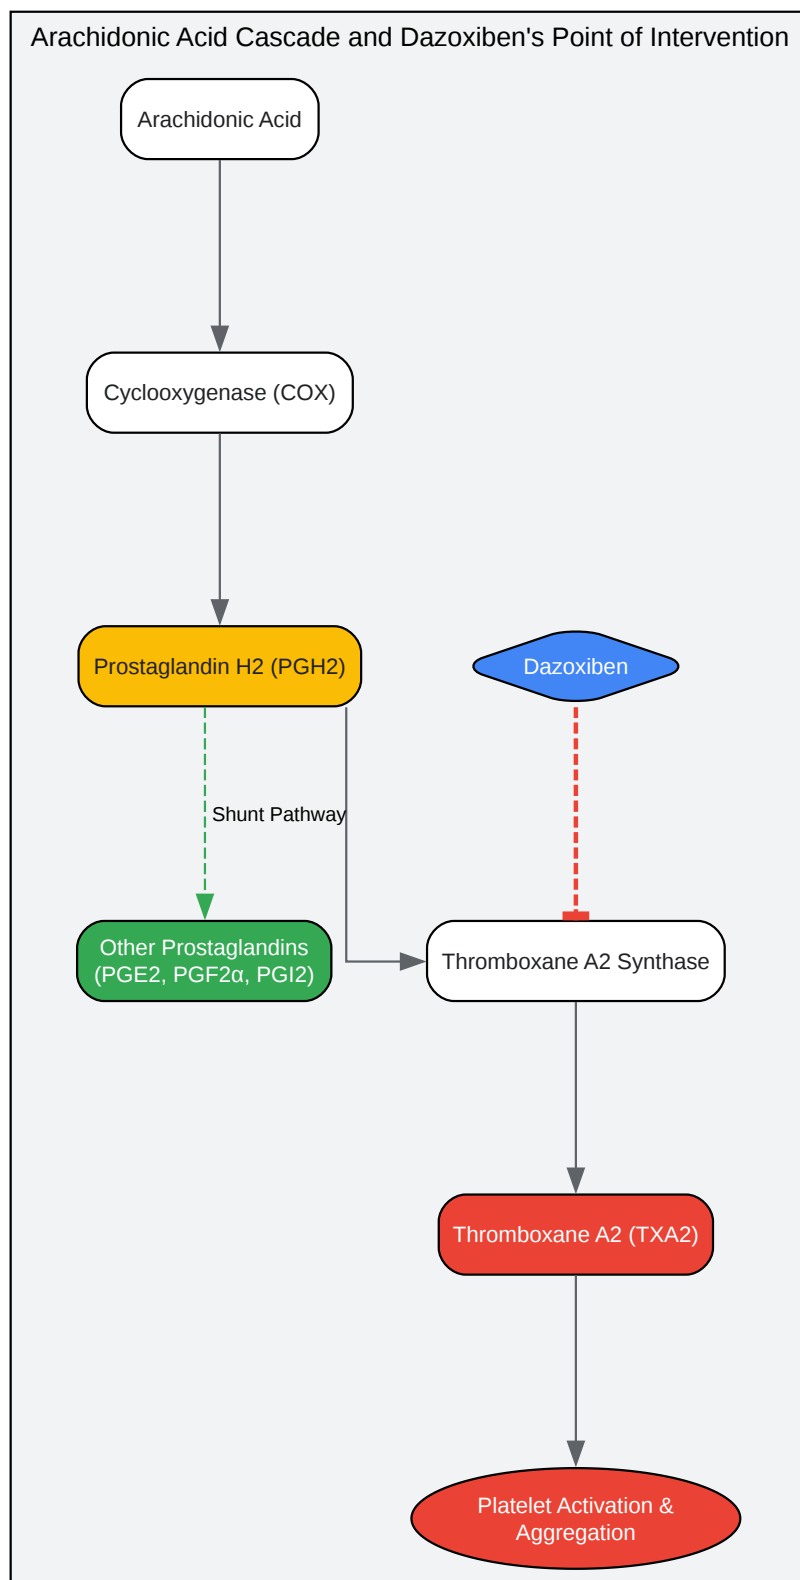 Arachidonic Acid Cascade and Dazoxiben's Point of Intervention
Arachidonic Acid
Cyclooxygenase (COX)
Prostaglandin H2 (PGH2)
Dazoxiben
Shunt Pathway
Other Prostaglandins
(PGE2, PGF2α, PGI2)
Thromboxane A2 Synthase
Thromboxane A2 (TXA2)
Platelet Activation &
Aggregation